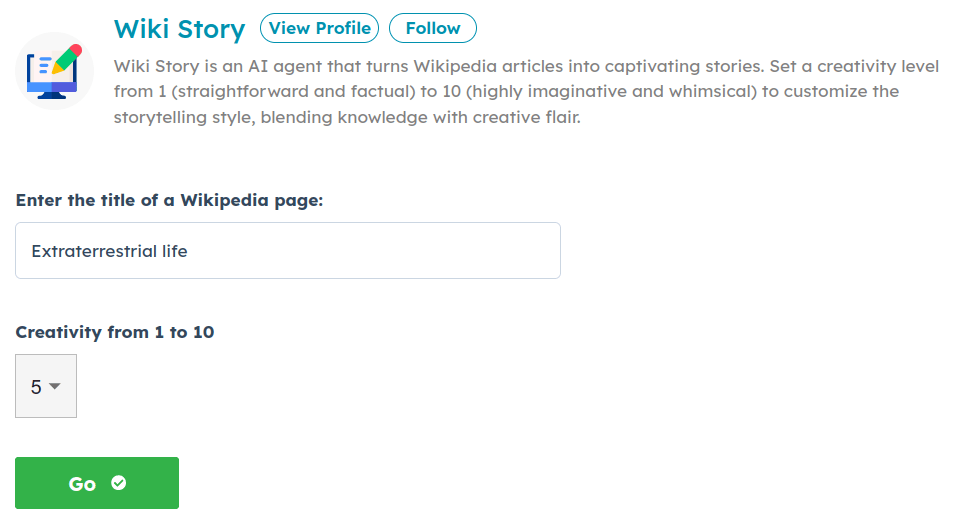 Wiki Story View Profile Follow
Wiki Story is an AI agent that turns Wikipedia articles into captivating stories. Set a creativity level
from 1 (straightforward and factual) to 10 (highly imaginative and whimsical) to customize the
storytelling style, blending knowledge with creative flair.
Enter the title of a Wikipedia page:
Extraterrestrial life
Creativity from 1 to 10
5
Go